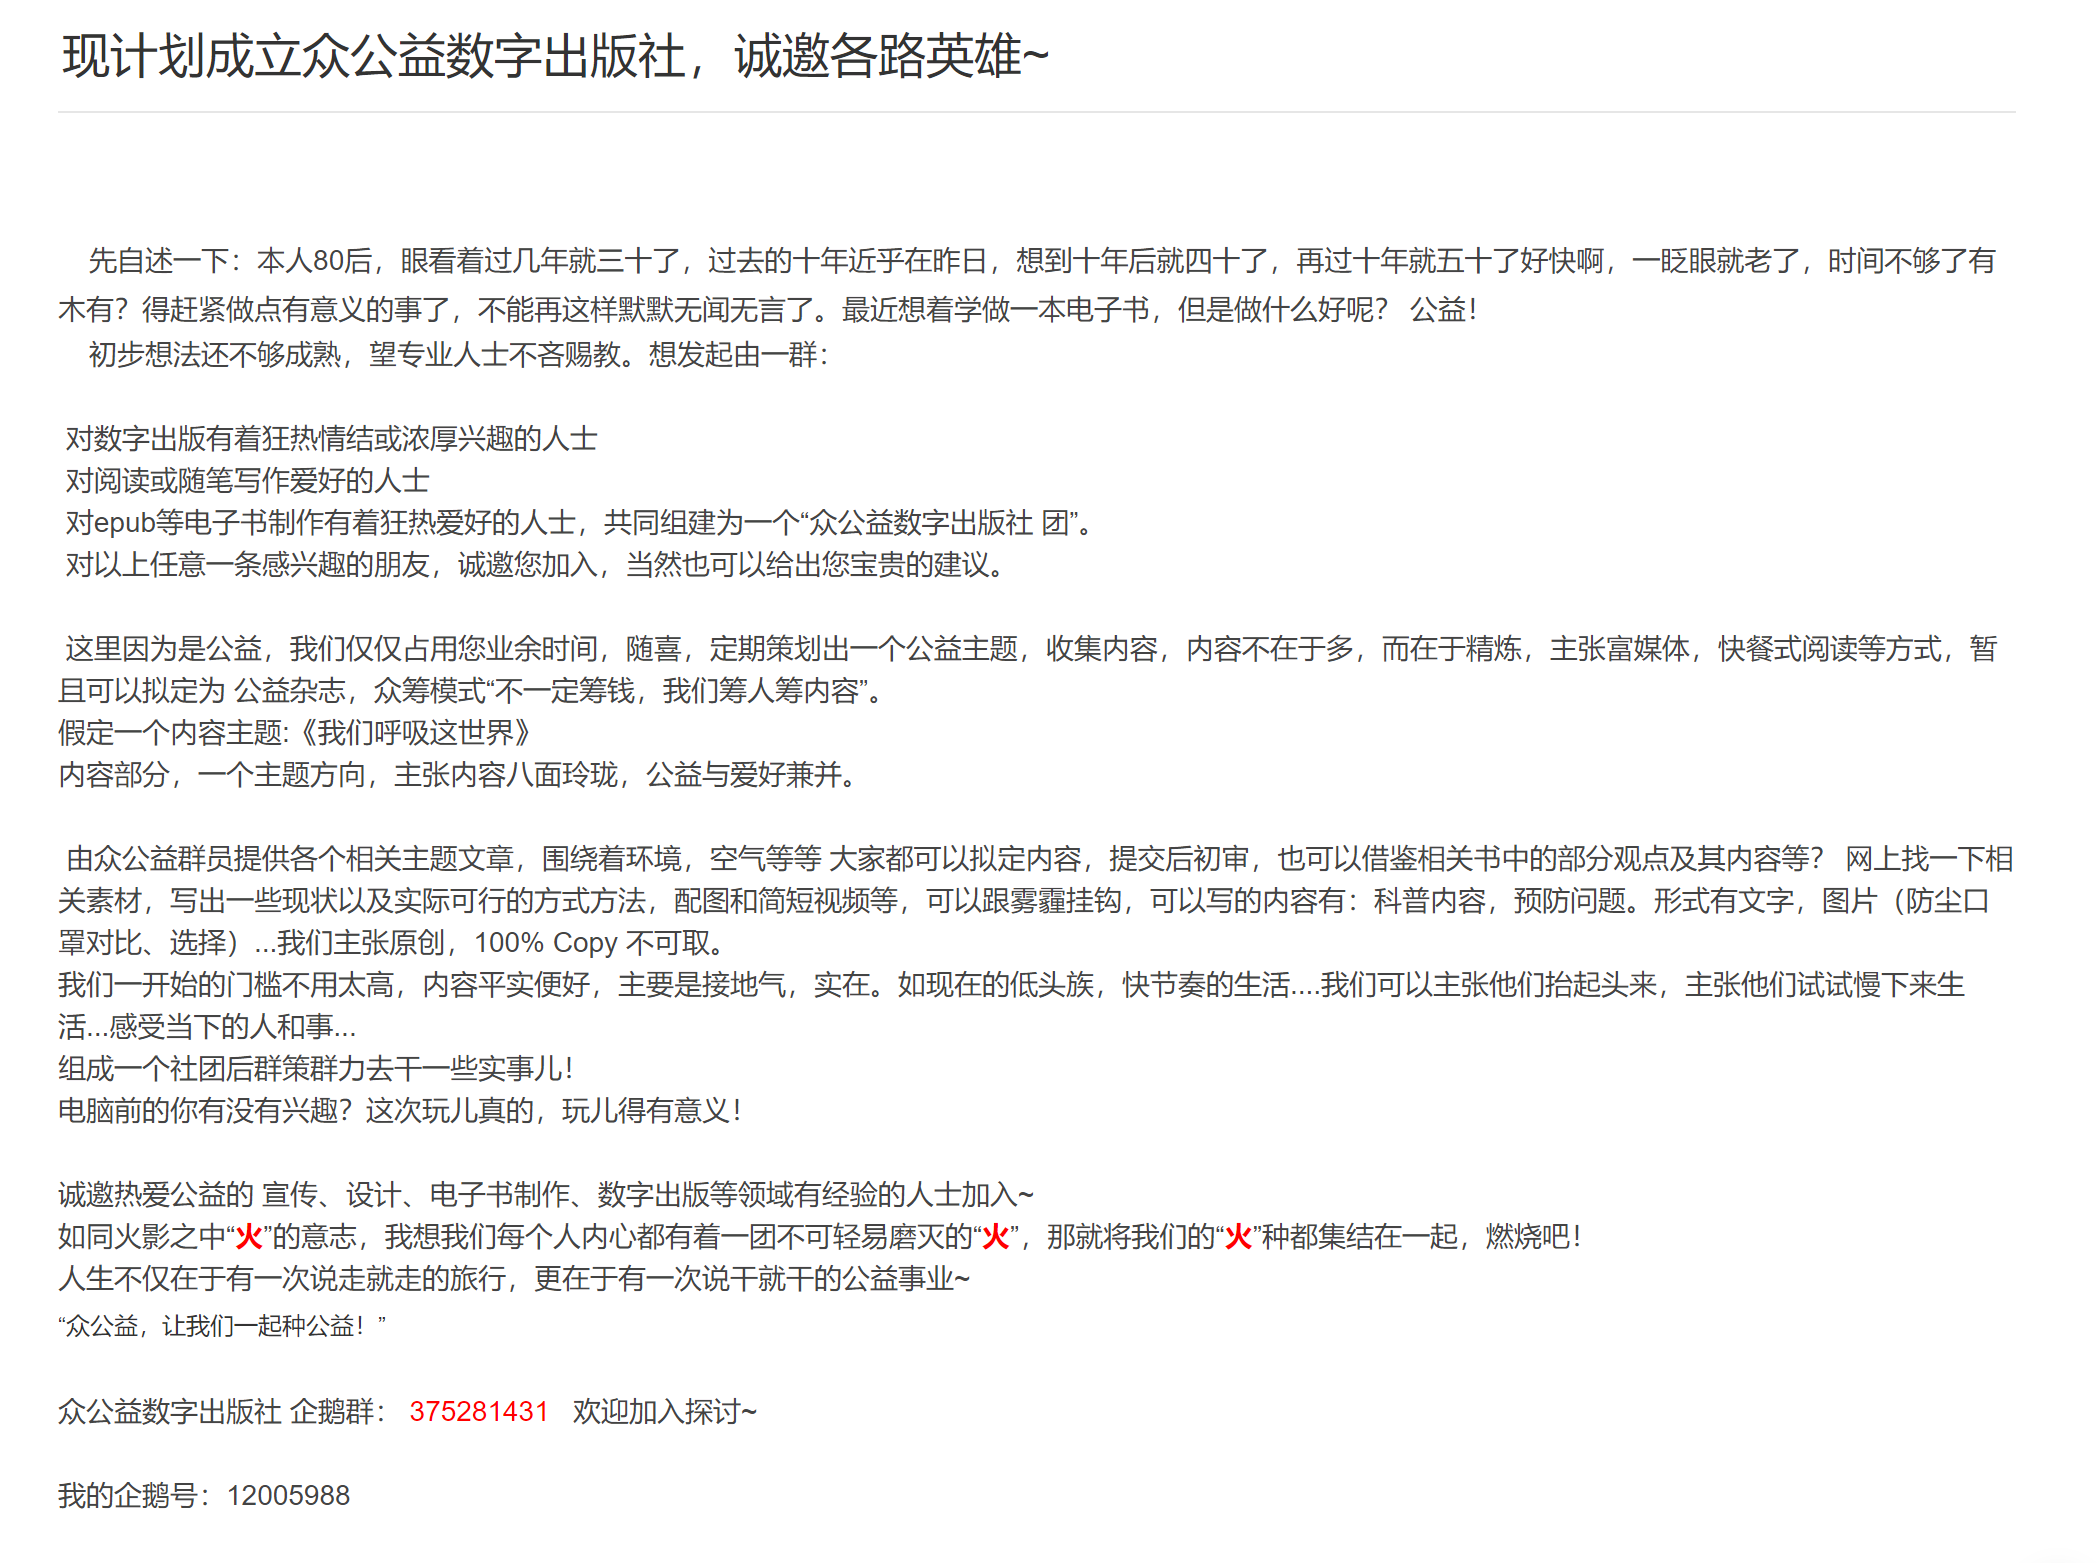 现计划成立众公益数字出版社，诚邀各路英雄~
先自述一下：本人80后，眼看着过几年就三十了，过去的十年近乎在昨日，想到十年后就四十了，再过十年就五十了好快啊，一眨眼就老了，时间不够了有
木有？得赶紧做点有意义的事了，不能再这样默默无闻无言了。最近想着学做一本电子书，但是做什么好呢？ 公益！
初步想法还不够成熟，望专业人士不吝赐教。想发起由一群：
对数字出版有着狂热情结或浓厚兴趣的人士
对阅读或随笔写作爱好的人士
对epub等电子书制作有着狂热爱好的人士，共同组建为一个“众公益数字出版社 团”。
对以上任意一条感兴趣的朋友，诚邀您加入，当然也可以给出您宝贵的建议。
这里因为是公益，我们仅仅占用您业余时间，随喜，定期策划出一个公益主题，收集内容，内容不在于多，而在于精炼，主张富媒体，快餐式阅读等方式，暂
且可以拟定为 公益杂志，众筹模式“不一定筹钱，我们筹人筹内容”。
假定一个内容主题:《我们呼吸这世界》
内容部分，一个主题方向，主张内容八面玲珑，公益与爱好兼并。
由众公益群员提供各个相关主题文章，围绕着环境，空气等等 大家都可以拟定内容，提交后初审，也可以借鉴相关书中的部分观点及其内容等？ 网上找一下相
关素材，写出一些现状以及实际可行的方式方法，配图和简短视频等，可以跟雾霾挂钩，可以写的内容有：科普内容，预防问题。形式有文字，图片（防尘口
罩对比、选择）...我们主张原创，100% Copy 不可取。
我们一开始的门槛不用太高，内容平实便好，主要是接地气，实在。如现在的低头族，快节奏的生活....我们可以主张他们抬起头来，主张他们试试慢下来生
活...感受当下的人和事...
组成一个社团后群策群力去干一些实事儿！
电脑前的你有没有兴趣？这次玩儿真的，玩儿得有意义！
诚邀热爱公益的 宣传、设计、电子书制作、数字出版等领域有经验的人士加入~
如同火影之中“火”的意志，我想我们每个人内心都有着一团不可轻易磨灭的“火”，那就将我们的“火”种都集结在一起，燃烧吧！
人生不仅在于有一次说走就走的旅行，更在于有一次说干就干的公益事业~
“众公益，让我们一起种公益！”
众公益数字出版社 企鹅群： 375281431 欢迎加入探讨~
我的企鹅号：12005988